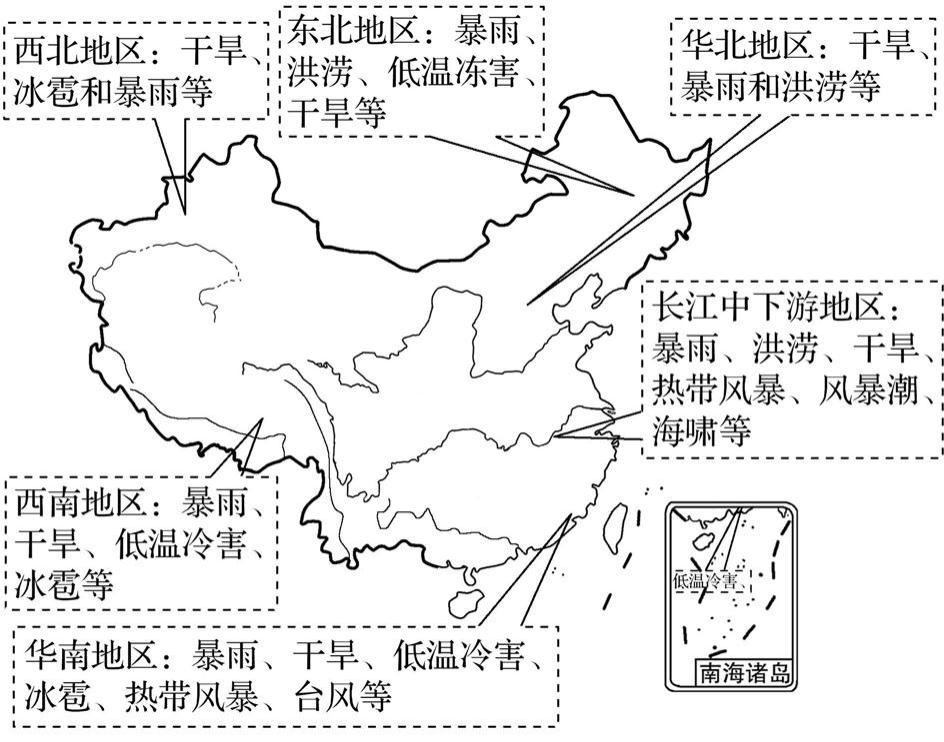 西北地区：干旱、
冰雹和暴雨等
东北地区：暴雨、
洪涝、低温冻害、
干旱等
华北地区：干旱、
暴雨和洪涝等
长江中下游地区：
暴雨、洪涝、干旱、
热带风暴、风暴潮、
海啸等
西南地区：暴雨、
干旱、低温冷害、
冰雹等
低温冷害、
南海诸岛
华南地区：暴雨、干旱、低温冷害、
冰雹、热带风暴、台风等